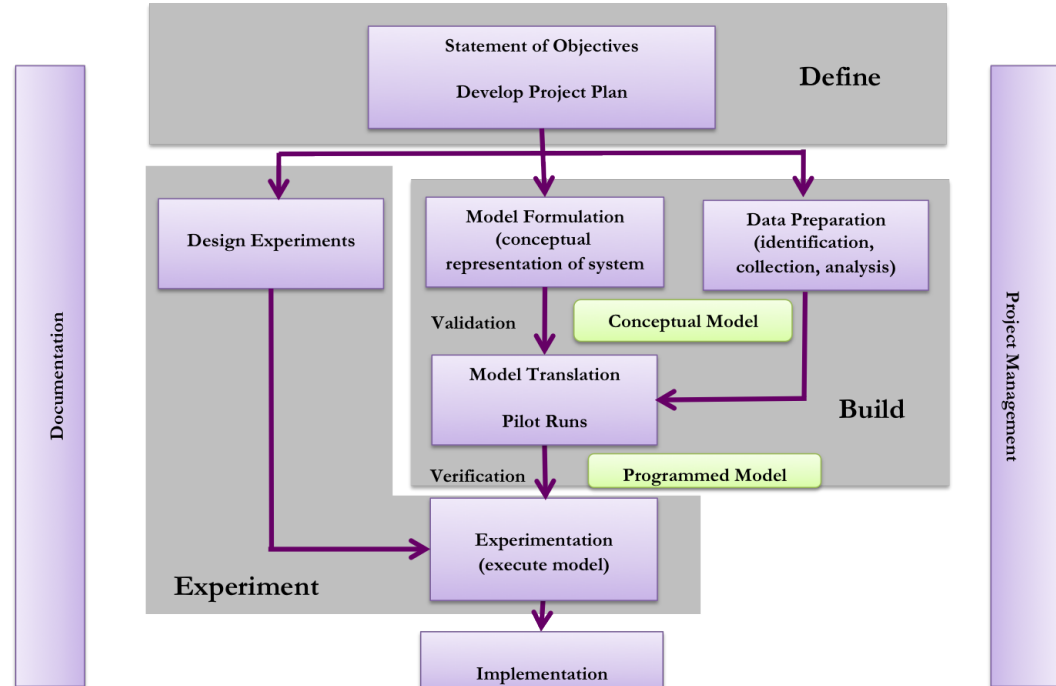 Statement of Objectives
Develop Project Plan
Define
Documentation
Project Management
Design Experiments
Model Formulation
(conceptual
representation of system
Data Preparation
(identification,
collection, analysis)
Validation
Conceptual Model
Model Translation
Pilot Runs
Build
Verification
Programmed Model
Experimentation
(execute model)
Experiment
Implementation